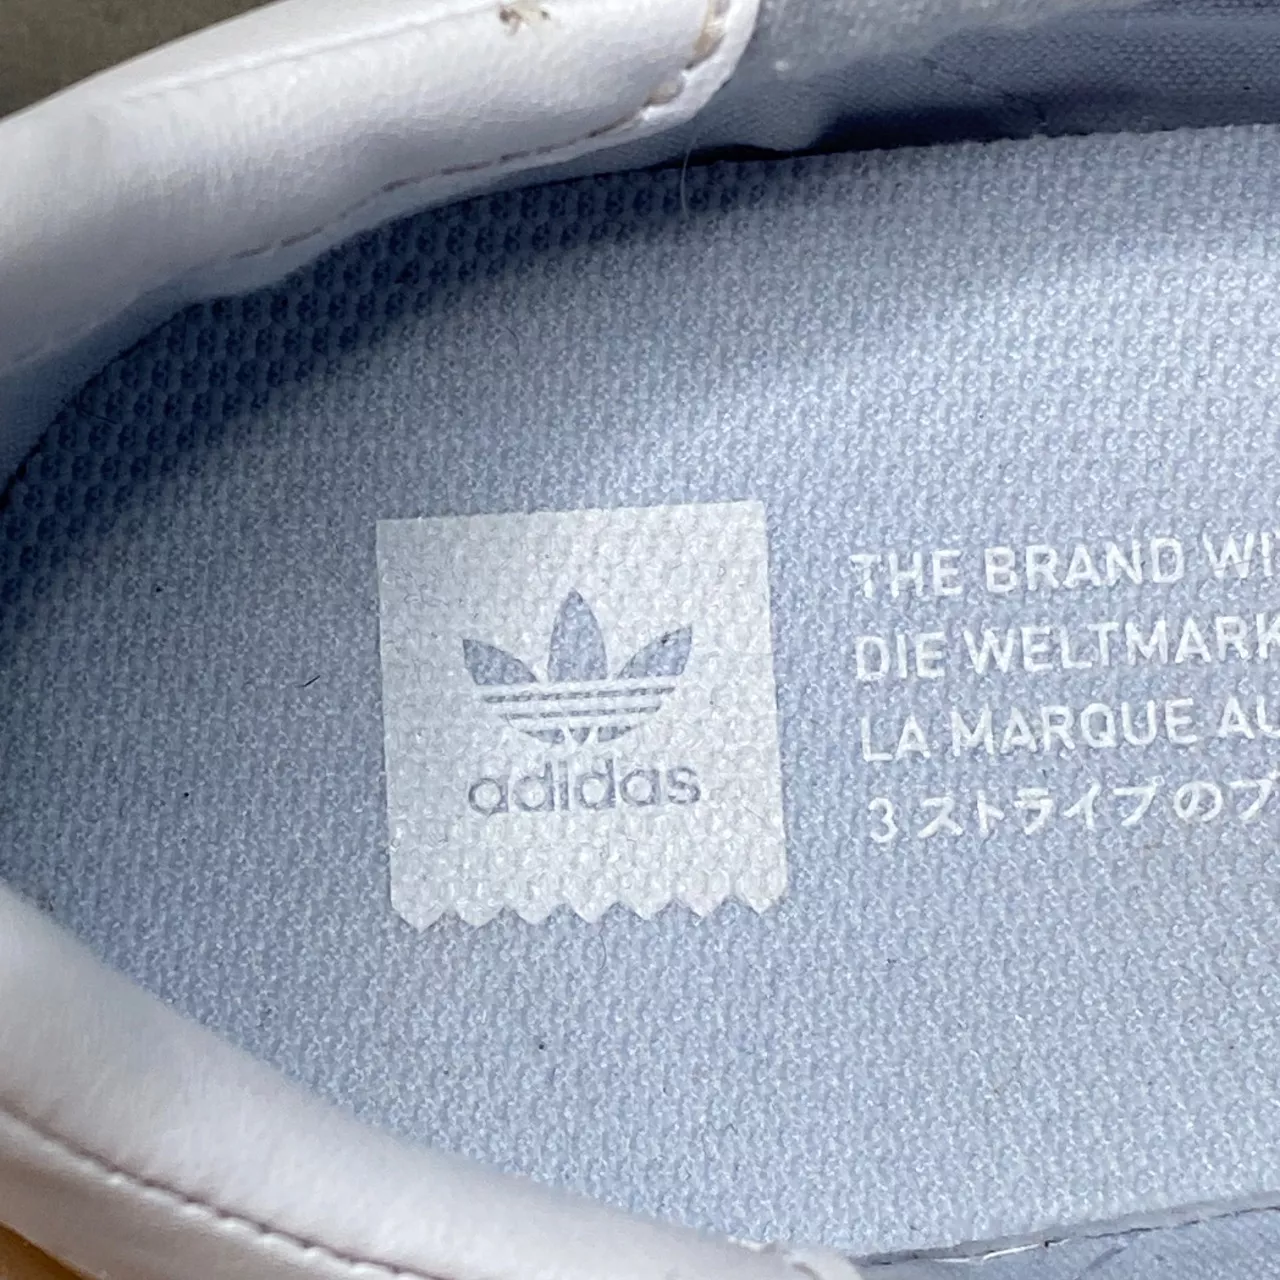 adidas
THE BRAND WI
DIE WELTMARK
LA MARQUE AU
3 ストライプのブ